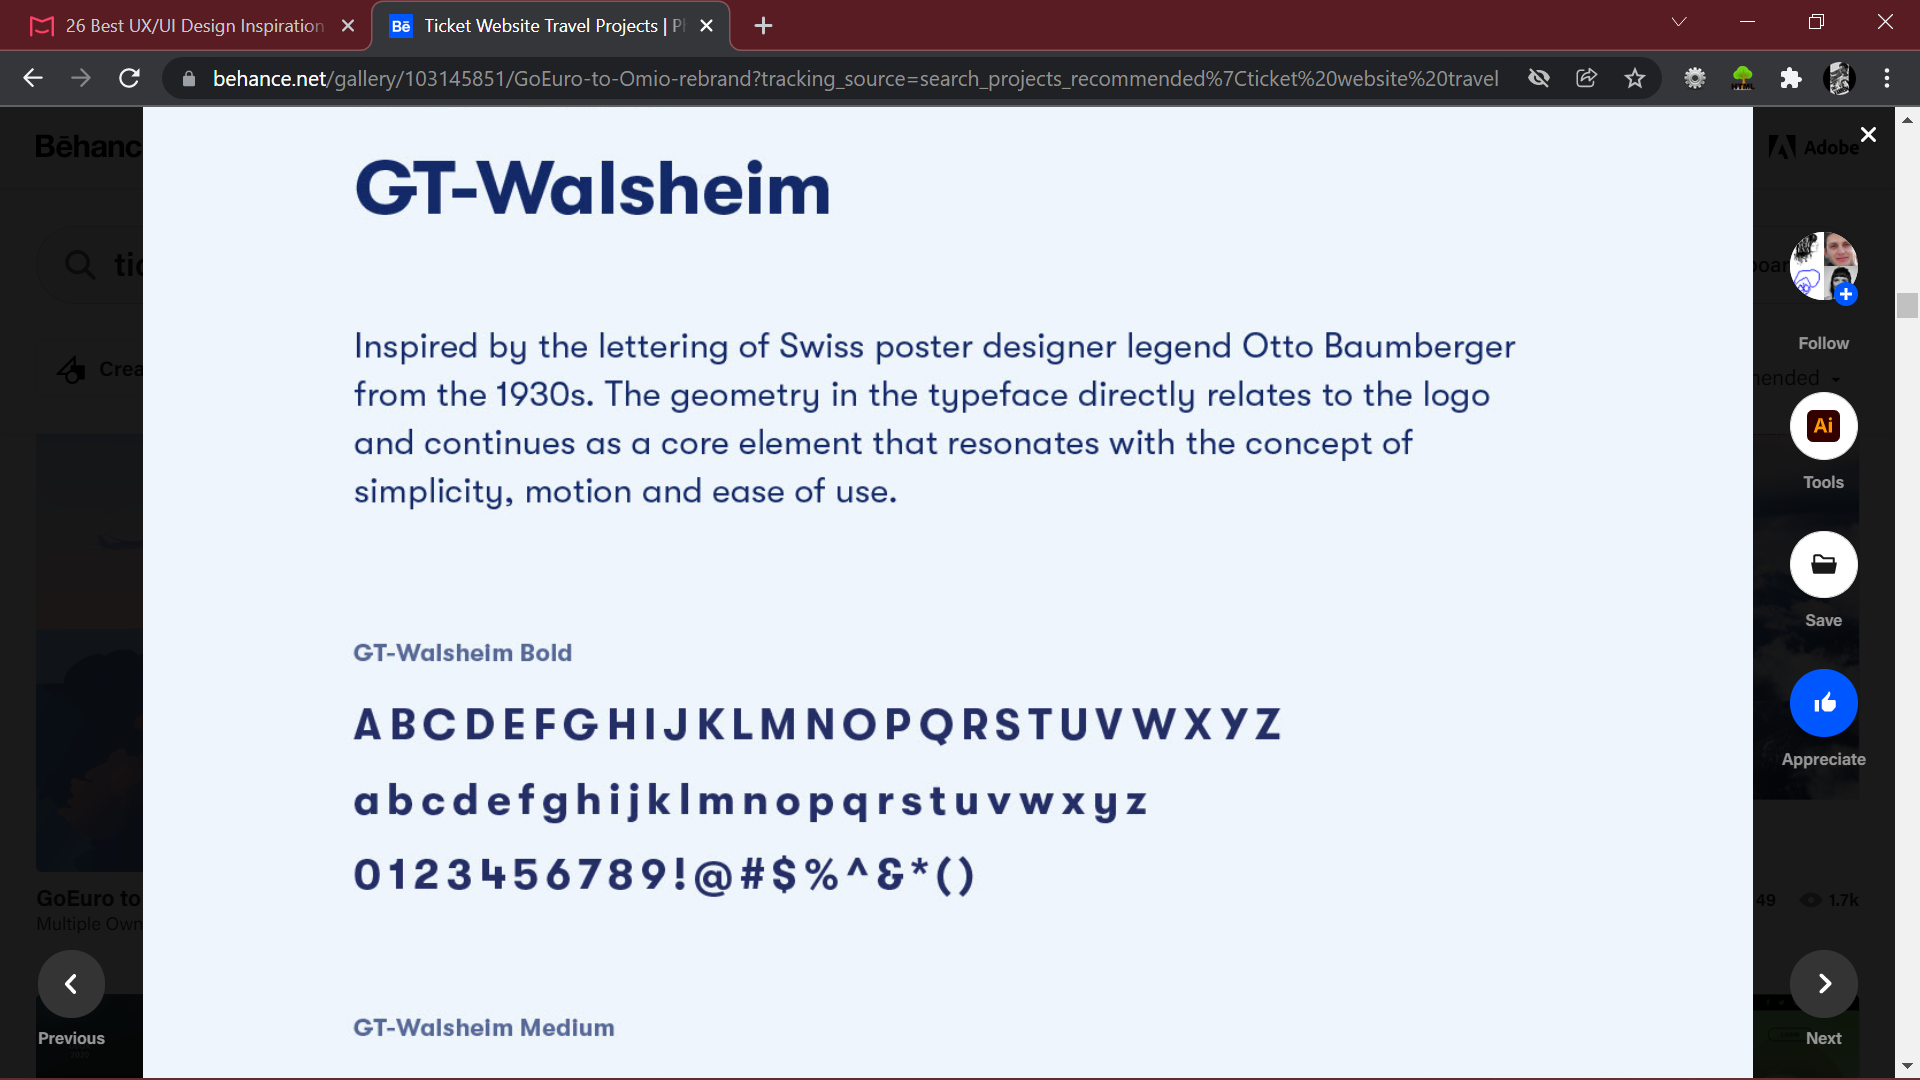 26 Best UX/UI Design Inspiration
Bē
Ticket Website Travel Projects | P
behance.net/gallery/103145851/GoEuro-to-Omio-rebrand?tracking_source=search_projects_recommended%7Cticket%20website%20travel
Bēhanc
Adobe
GT-Walsheim
tic
Follow
Inspired by the lettering of Swiss poster designer legend Otto Baumberger
from the 1930s. The geometry in the typeface directly relates to the logo
and continues as a core element that resonates with the concept of
simplicity, motion and ease of use.
Crea
mended
Ai
Tools
Save
GT-Walsheim Bold
A B C D E F G H I J K L M N O P Q R S T U V W X Y Z
a b c d e f g h i j k l m n o p q r s t u v w x y z
0 1 2 3 4 5 6 7 8 9 ! @ # $ % ^ & * ( )
Appreciate
GoEuro to
Multiple Own
49 1.7k
GT-Walsheim Medium
Previous
Next